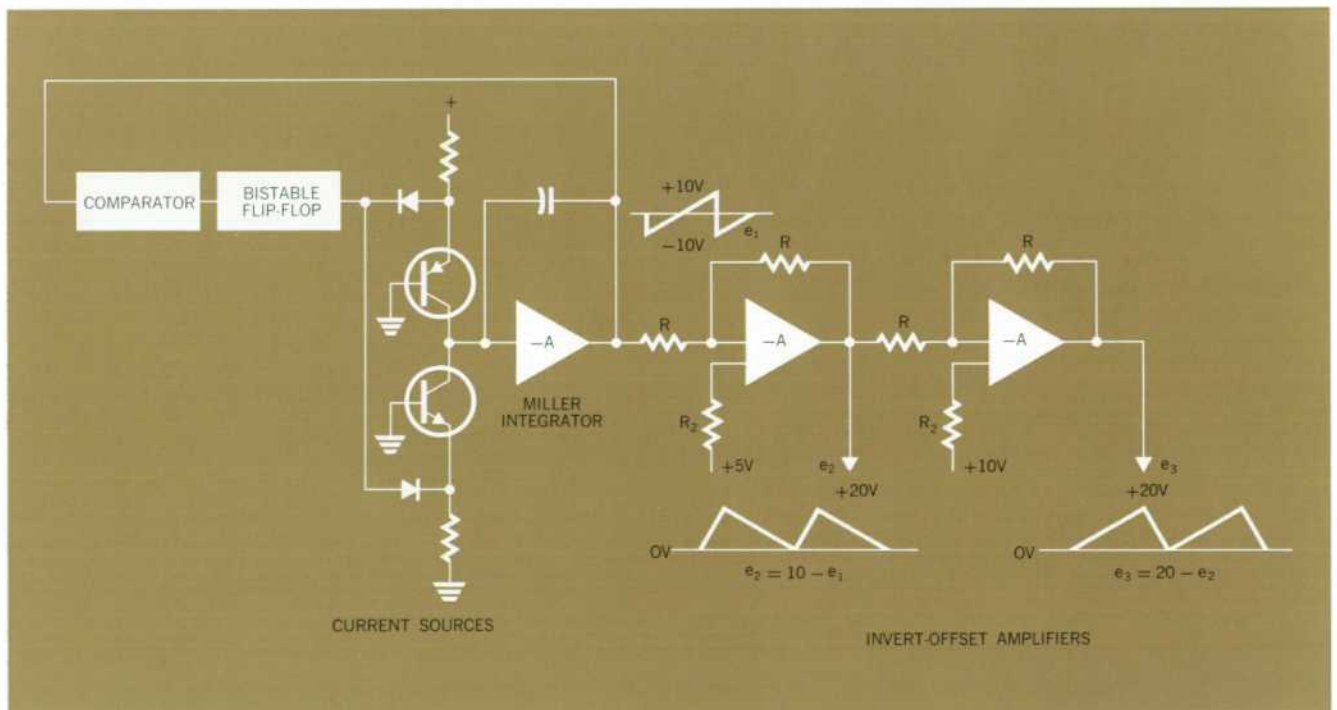 +
COMPARATOR
BISTABLE
FLIP-FLOP
+10V
−10V
e₁
R
R
−A
MILLER
INTEGRATOR
R
−A
R₂
+5V
e₂
+20V
R
−A
R₂
+10V
e₃
+20V
OV
e₂ = 10 − e₁
OV
e₃ = 20 − e₂
CURRENT SOURCES
INVERT-OFFSET AMPLIFIERS